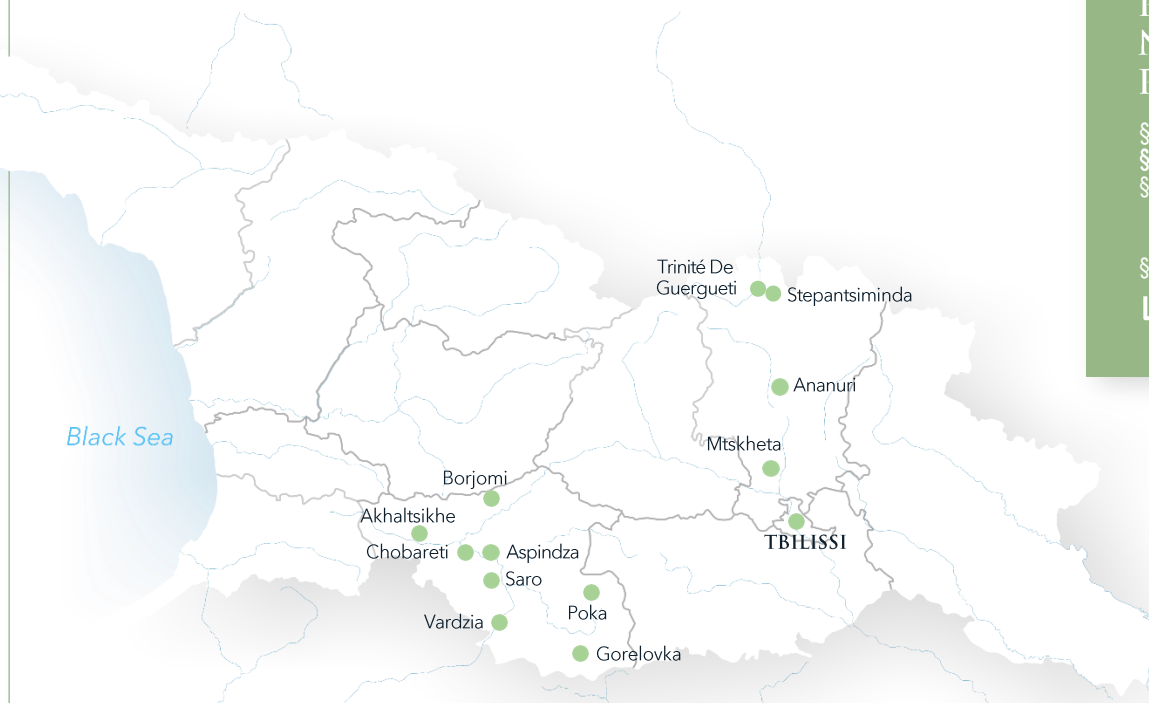 Trinité De
Guergueti
Stepantsiminda
Ananuri
Mtskheta
Black Sea
Borjomi
Akhaltsikhe
TBILISSI
Chobareti
Aspindza
Saro
Poka
Vardzia
Gorelovka
§
§
§
§